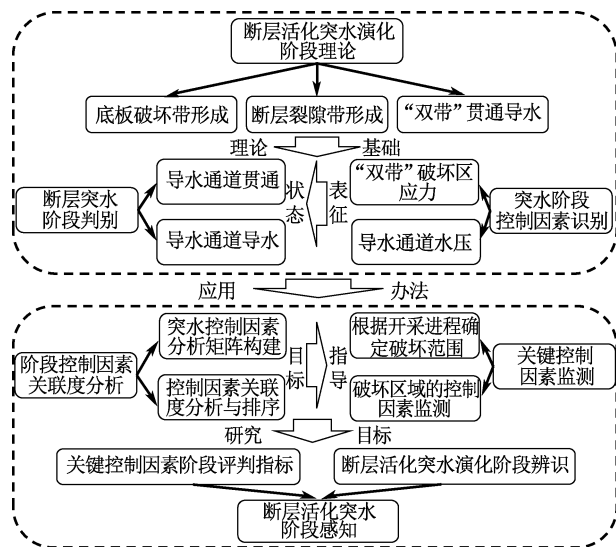 断层活化突水演化
阶段理论
底板破坏带形成
断层裂隙带形成
“双带”贯通导水
理论
基础
断层突水
阶段判别
导水通道贯通
导水通道导水
状态
表征
“双带”破坏区
应力
导水通道水压
突水阶段
控制因素识别
应用
办法
阶段控制因素
关联度分析
突水控制因素
分析矩阵构建
控制因素关联
度分析与排序
目标
指导
根据开采进程确
定破坏范围
破坏区域的控制
因素监测
关键控制
因素监测
研究
目标
关键控制因素阶段评判指标
断层活化突水演化阶段辨识
断层活化突水
阶段感知